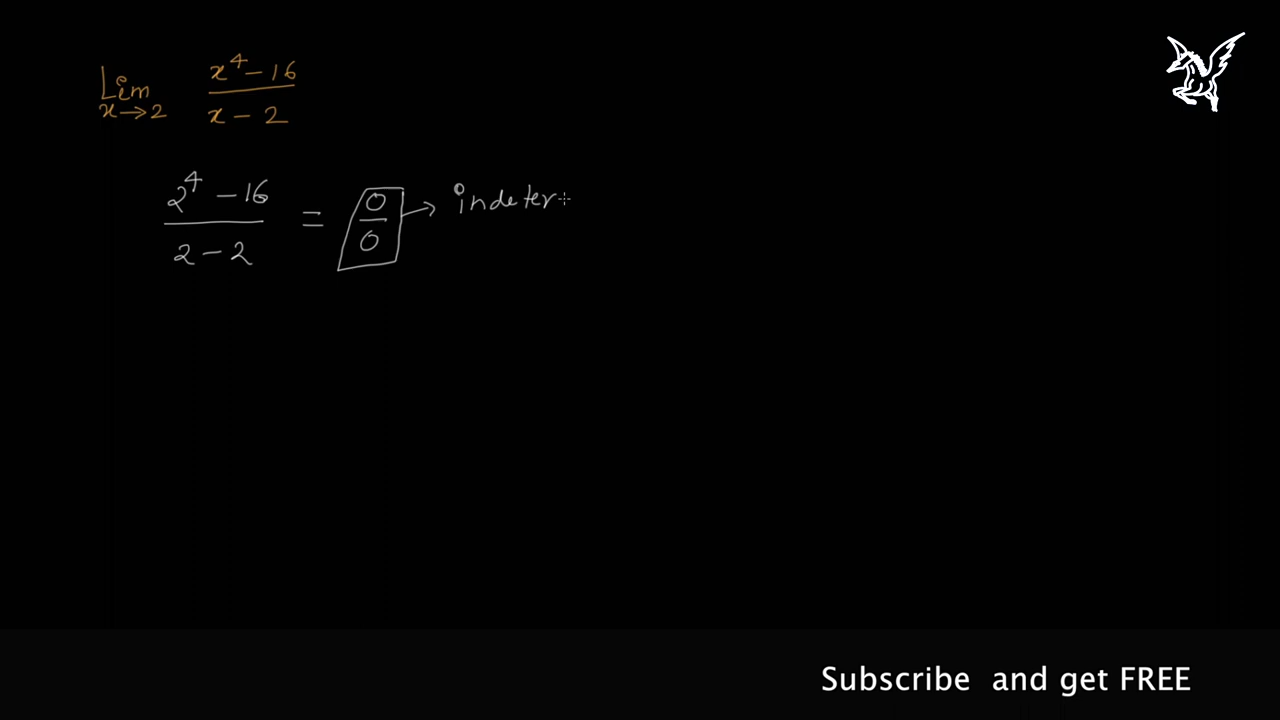 Lim x→2 x⁴-16 / x-2
2⁴-16 / 2-2 = 0/0 → indeter
Subscribe and get FREE